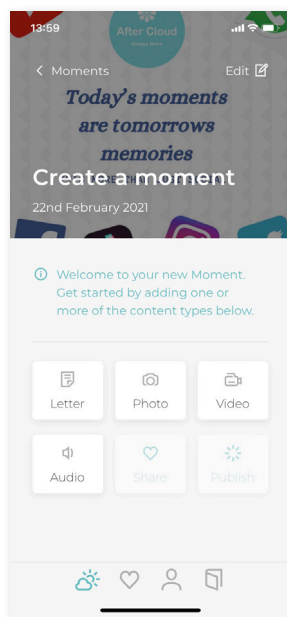 13:59
After Cloud
Always Here
Moments
Edit
Today's moments
are tomorrows
memories
Create a moment
22nd February 2021
Welcome to your new Moment.
Get started by adding one or
more of the content types below.
Letter
Photo
Video
Audio
Share
Publish